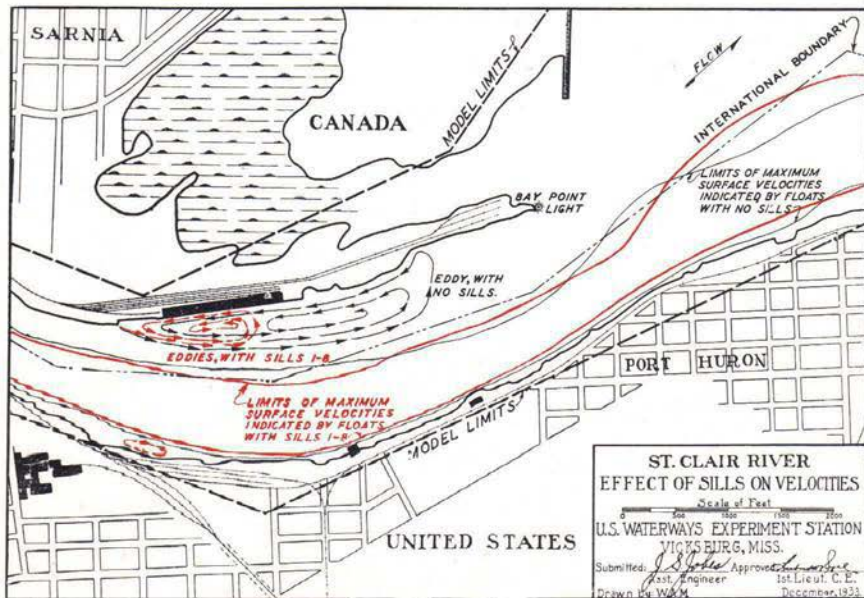 SARNIA
CANADA
MODEL LIMITS
FLOW
INTERNATIONAL BOUNDARY
LIMITS OF MAXIMUM
SURFACE VELOCITIES
INDICATED BY FLOATS
WITH NO SILLS
BAY POINT
LIGHT
EDDY, WITH
NO SILLS.
EDDIES, WITH SILLS 1-8
LIMITS OF MAXIMUM
SURFACE VELOCITIES
INDICATED BY FLOATS
WITH SILLS 1-8
PORT HURON
MODEL LIMITS
UNITED STATES
ST. CLAIR RIVER
EFFECT OF SILLS ON VELOCITIES
Scale of Feet
0 500 1000 1500 2000
U.S. WATERWAYS EXPERIMENT STATION
VICKSBURG, MISS.
Submitted: Approved:
Asst. Engineer 1st. Lieut. C.E.
Drawn by W.A.M. December, 1933